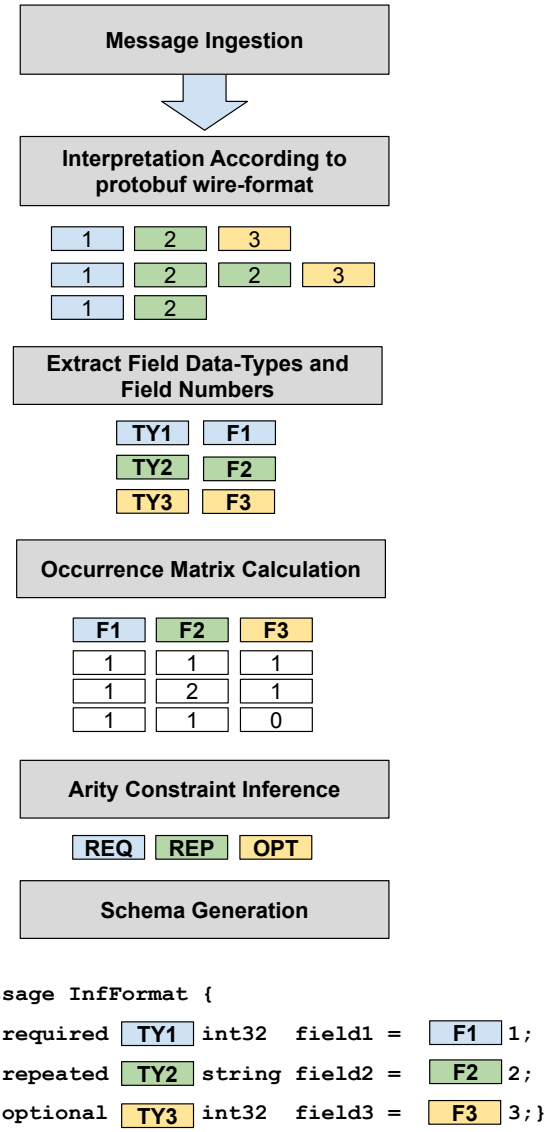 Message Ingestion
Interpretation According to
protobuf wire-format
1 2 3
1 2 2 3
1 2
Extract Field Data-Types and
Field Numbers
TY1 F1
TY2 F2
TY3 F3
Occurrence Matrix Calculation
F1 F2 F3
1 1 1
1 2 1
1 1 0
Arity Constraint Inference
REQ REP OPT
Schema Generation
sage InfFormat {
required TY1 int32 field1 = F1 1;
repeated TY2 string field2 = F2 2;
optional TY3 int32 field3 = F3 3;}